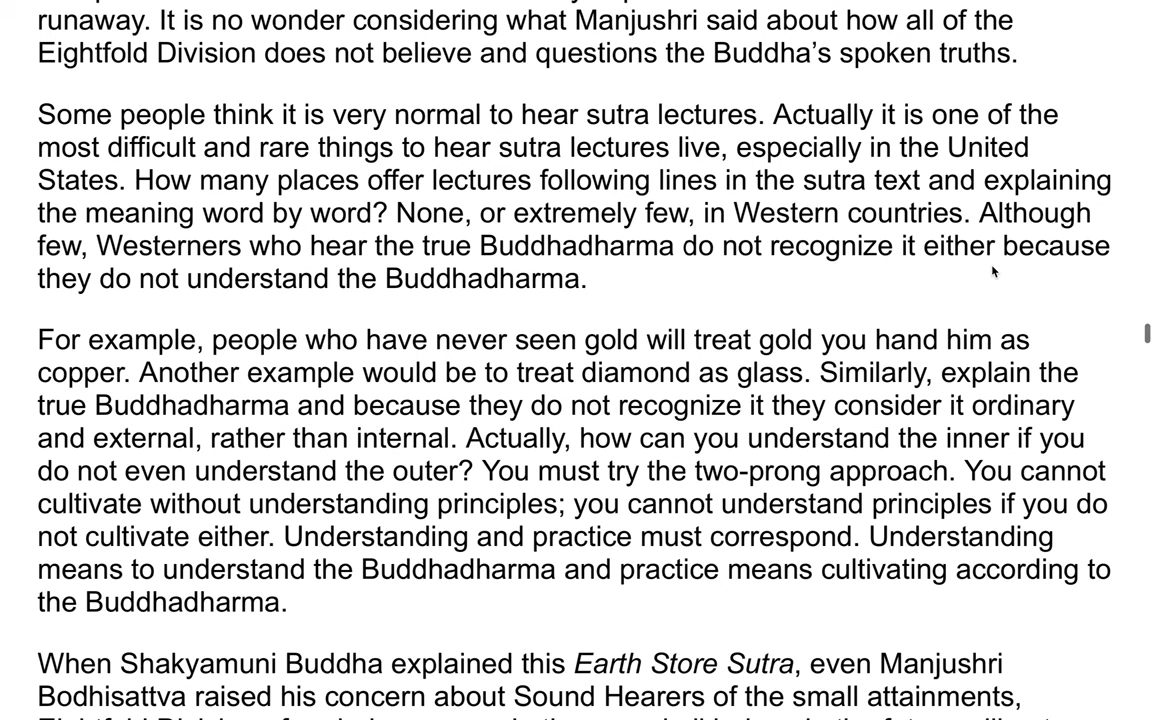 runaway. It is no wonder considering what Manjushri said about how all of the
Eightfold Division does not believe and questions the Buddha’s spoken truths.
Some people think it is very normal to hear sutra lectures. Actually it is one of the
most difficult and rare things to hear sutra lectures live, especially in the United
States. How many places offer lectures following lines in the sutra text and explaining
the meaning word by word? None, or extremely few, in Western countries. Although
few, Westerners who hear the true Buddhadharma do not recognize it either because
they do not understand the Buddhadharma.
For example, people who have never seen gold will treat gold you hand him as
copper. Another example would be to treat diamond as glass. Similarly, explain the
true Buddhadharma and because they do not recognize it they consider it ordinary
and external, rather than internal. Actually, how can you understand the inner if you
do not even understand the outer? You must try the two-prong approach. You cannot
cultivate without understanding principles; you cannot understand principles if you do
not cultivate either. Understanding and practice must correspond. Understanding
means to understand the Buddhadharma and practice means cultivating according to
the Buddhadharma.
When Shakyamuni Buddha explained this Earth Store Sutra, even Manjushri
Bodhisattva raised his concern about Sound Hearers of the small attainments,